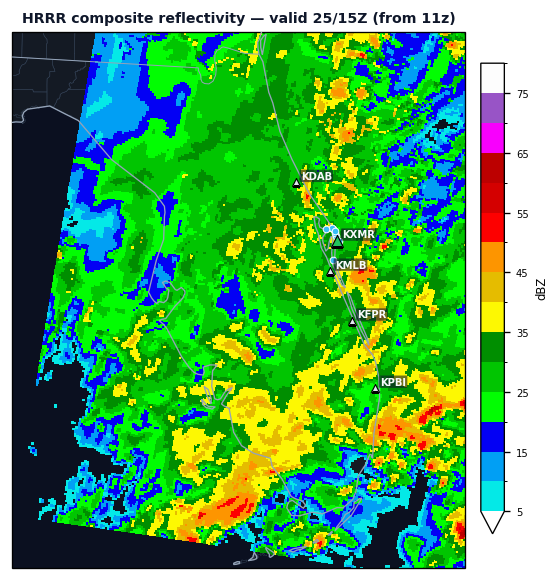 HRRR composite reflectivity — valid 25/15Z (from 11z)
KDAB
KXMR
KMLB
KFPR
KPBI
75
65
55
45
35
25
15
5
dBZ